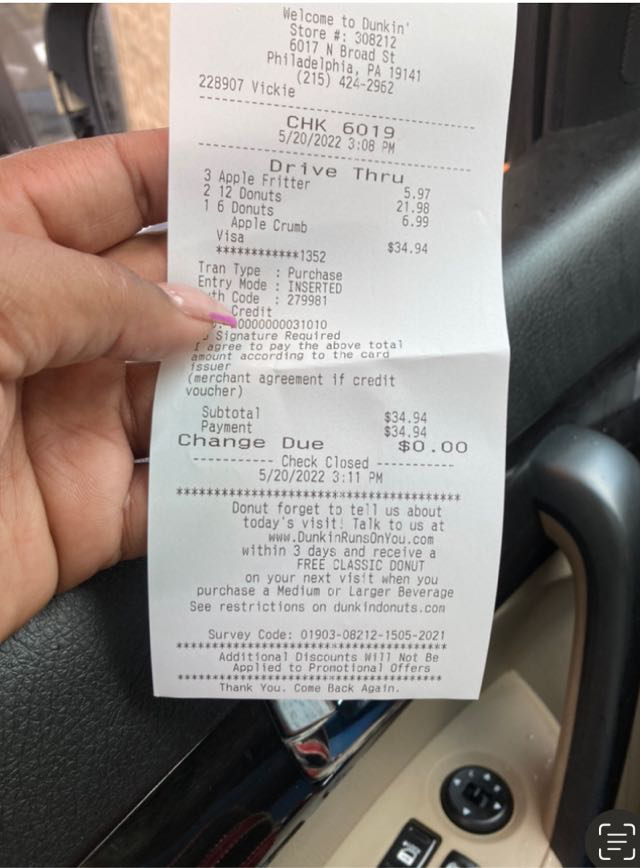 Welcome to Dunkin'
Store #: 308212
6017 N Broad St
Philadelphia, PA 19141
(215) 424-2962
228907 Vickie
CHK 6019
5/20/2022 3:08 PM
Drive Thru
3 Apple Fritter 5.97
2 12 Donuts 21.98
1 6 Donuts 6.99
Apple Crumb
Visa $34.94
************1352
Tran Type : Purchase
Entry Mode : INSERTED
Code : 279981
Credit
0000000031010
Signature Required
I agree to pay the above total
amount according to the card
issuer
(merchant agreement if credit
voucher)
Subtotal $34.94
Payment $34.94
Change Due $0.00
----------- Check Closed -----------
5/20/2022 3:11 PM
****************************************
Donut forget to tell us about
today's visit! Talk to us at
www.DunkinRunsOnYou.com
within 3 days and receive a
FREE CLASSIC DONUT
on your next visit when you
purchase a Medium or Larger Beverage
See restrictions on dunkindonuts.com
Survey Code: 01903-08212-1505-2021
****************************************
Additional Discounts Will Not Be
Applied to Promotional Offers
****************************************
Thank You. Come Back Again.